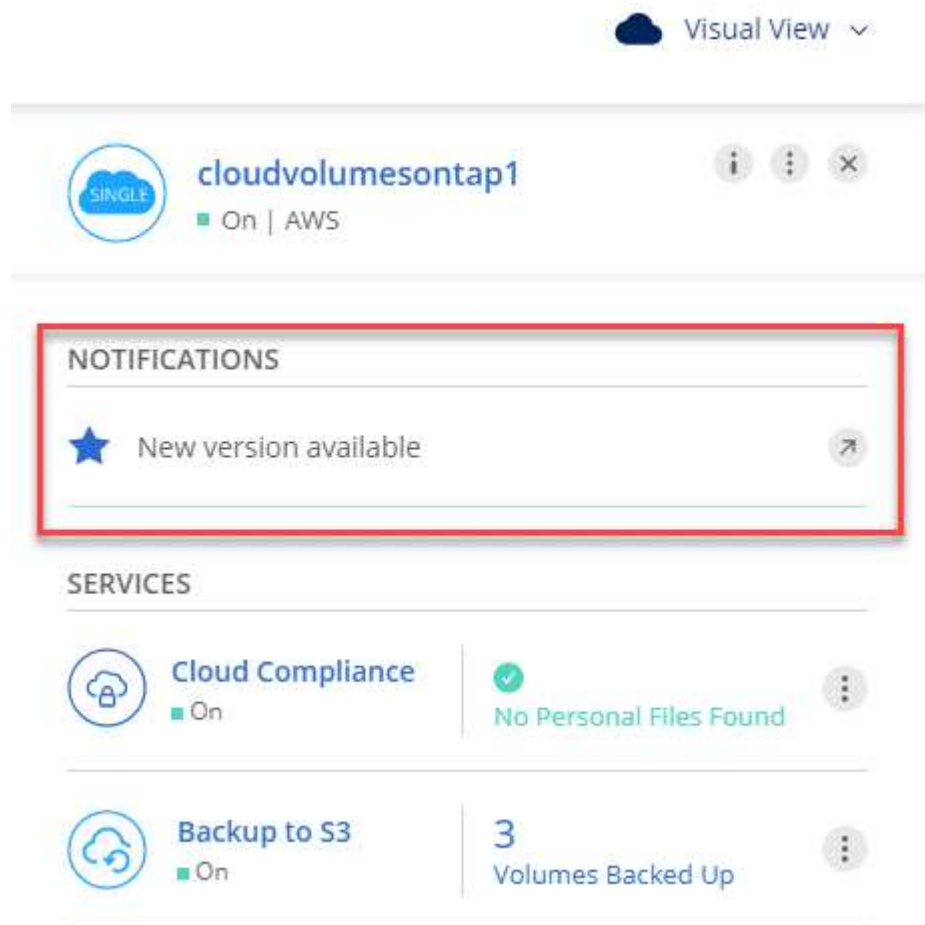 Visual View
SINGLE
cloudvolumesontap1
On | AWS
NOTIFICATIONS
New version available
SERVICES
Cloud Compliance
On
No Personal Files Found
Backup to S3
On
3
Volumes Backed Up